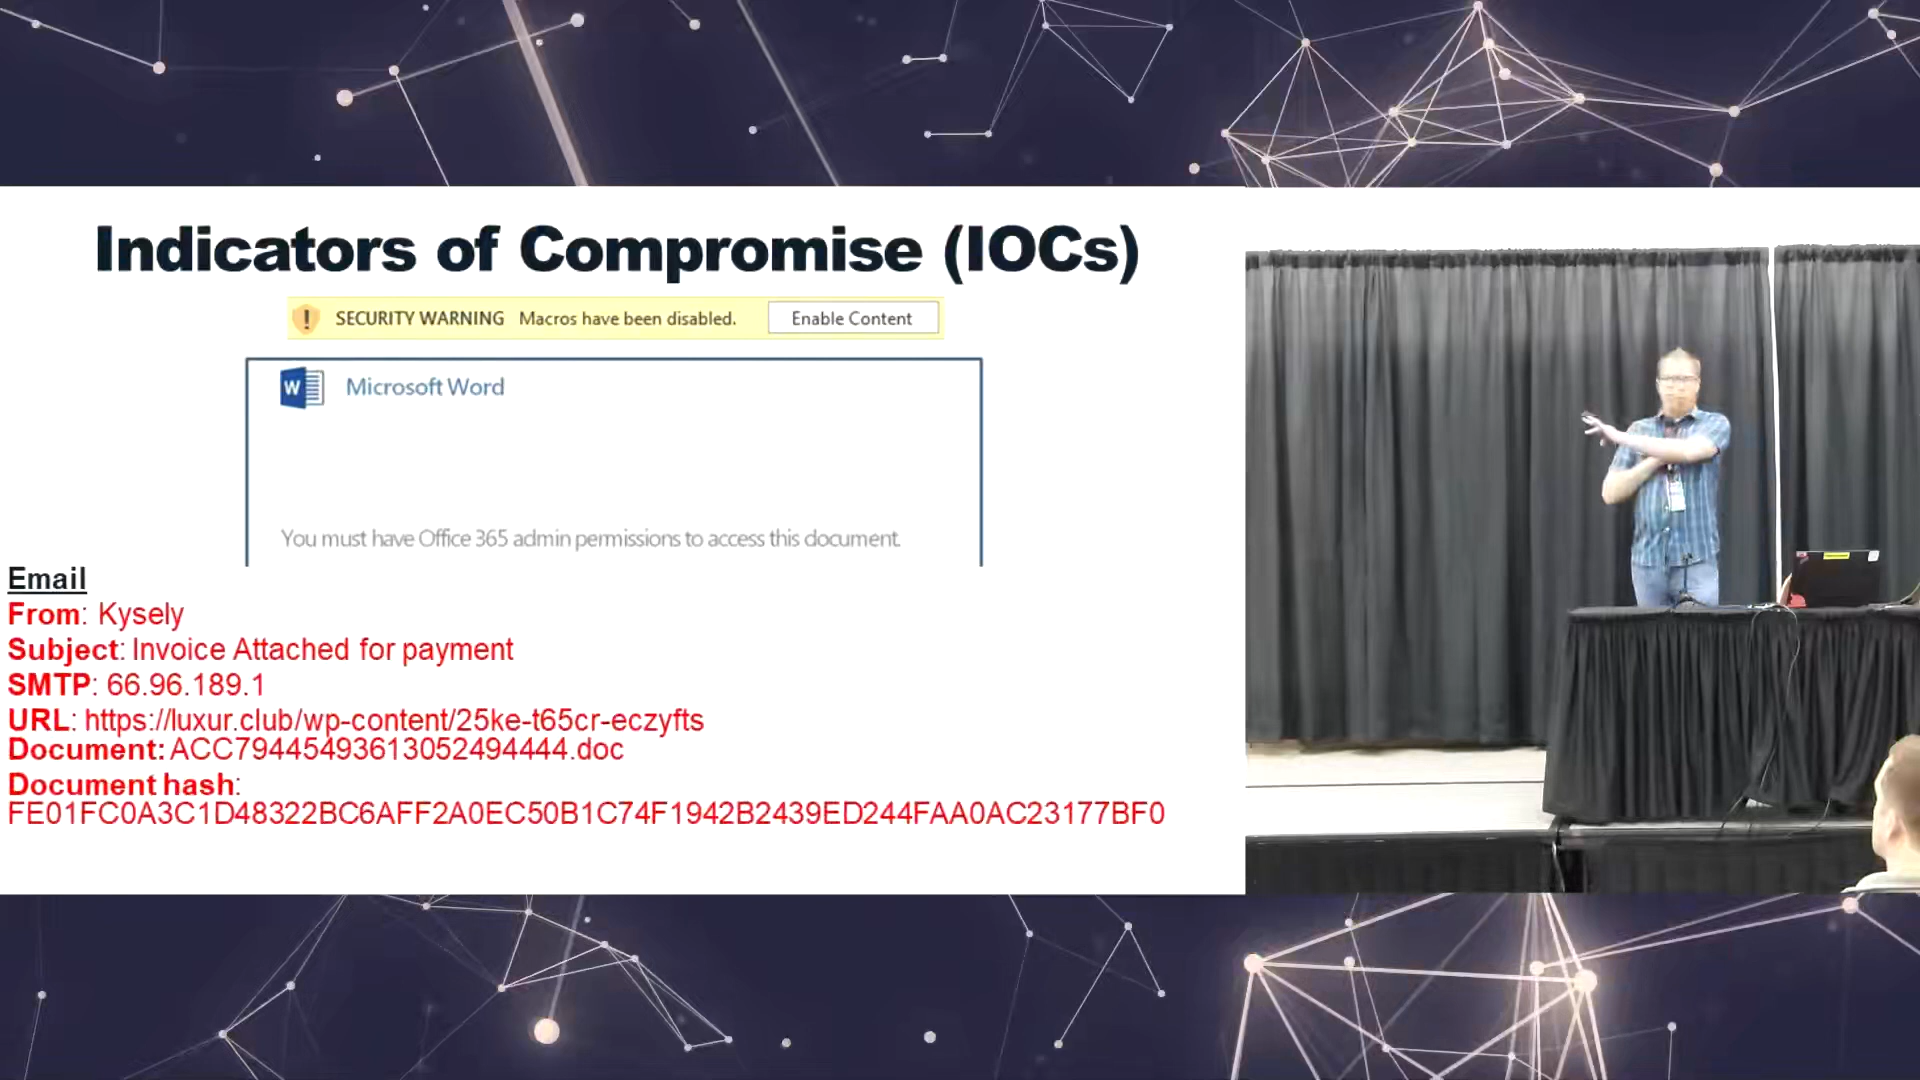 Indicators of Compromise (IOCs)
SECURITY WARNING Macros have been disabled. Enable Content
W Microsoft Word
You must have Office 365 admin permissions to access this document.
Email
From: Kysely
Subject: Invoice Attached for payment
SMTP: 66.96.189.1
URL: https://luxur.club/wp-content/25ke-t65cr-eczyfts
Document: ACC79445493613052494444.doc
Document hash:
FE01FC0A3C1D48322BC6AFF2A0EC50B1C74F1942B2439ED244FAA0AC23177BF0